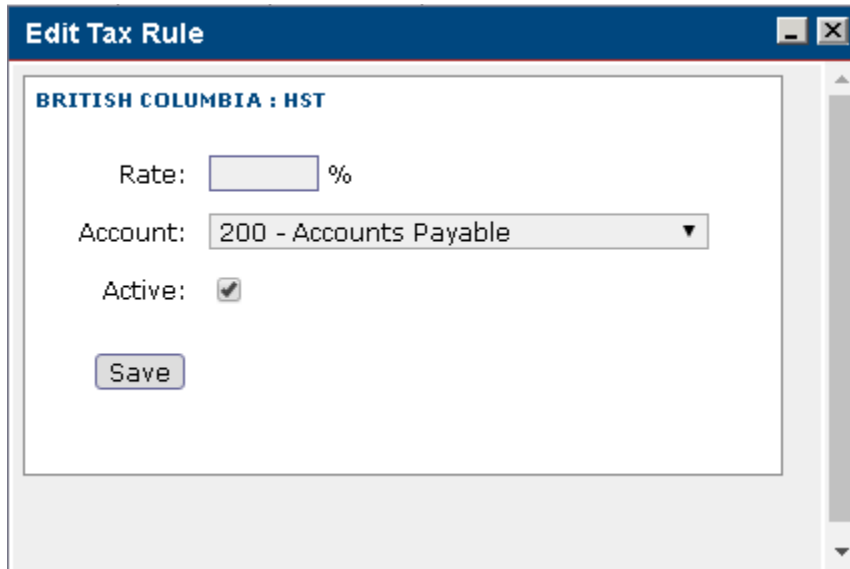 Edit Tax Rule
BRITISH COLUMBIA : HST
Rate: %
Account: 200 - Accounts Payable
Active:
Save